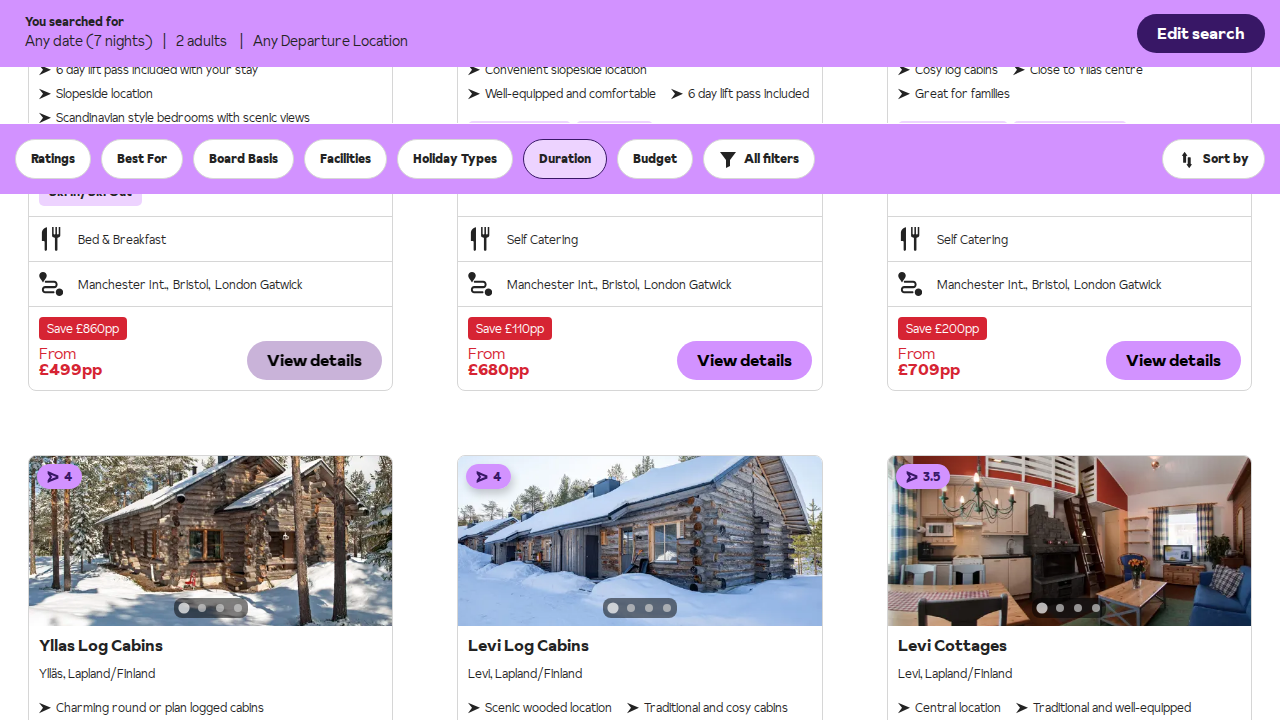 You searched for
Any date (7 nights) | 2 adults | Any Departure Location
Edit search
6 day lift pass included with your stay
Slopeside location
Scandinavian style bedrooms with scenic views
Convenient slopeside location
Well-equipped and comfortable
6 day lift pass included
Cosy log cabins
Close to Ylläs centre
Great for families
Ratings
Best For
Board Basis
Facilities
Holiday Types
Duration
Budget
All filters
Sort by
Ski In/Ski Out
Bed & Breakfast
Manchester Int., Bristol, London Gatwick
Save £860pp
From
£499pp
View details
Self Catering
Manchester Int., Bristol, London Gatwick
Save £110pp
From
£680pp
View details
Self Catering
Manchester Int., Bristol, London Gatwick
Save £200pp
From
£709pp
View details
4
Yllas Log Cabins
Ylläs, Lapland/Finland
Charming round or plan logged cabins
4
Levi Log Cabins
Levi, Lapland/Finland
Scenic wooded location
Traditional and cosy cabins
3.5
Levi Cottages
Levi, Lapland/Finland
Central location
Traditional and well-equipped